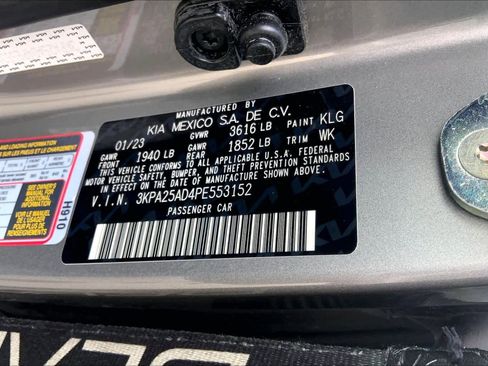 MANUFACTURED BY
KIA MEXICO S.A. DE C.V.
01/23 GVWR 3616 LB PAINT KLG
GAWR FRONT 1940 LB GAWR REAR 1852 LB TRIM WK
THIS VEHICLE CONFORMS TO ALL APPLICABLE U.S.A. FEDERAL
MOTOR VEHICLE SAFETY, BUMPER, AND THEFT PREVENTION
STANDARDS IN EFFECT ON THE DATE OF MANUFACTURE SHOWN ABOVE.
V.I.N. 3KPA25AD4PE553152
PASSENGER CAR
H910